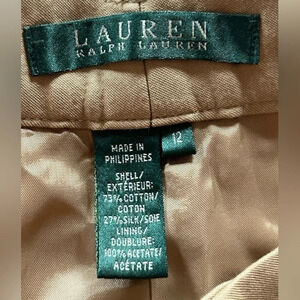 LAUREN
RALPH LAUREN
12
MADE IN
PHILIPPINES
SHELL/
EXTÉRIEUR:
73% COTTON/
COTON
27% SILK/SOIE
LINING/
DOUBLURE:
100% ACETATE/
ACÉTATE